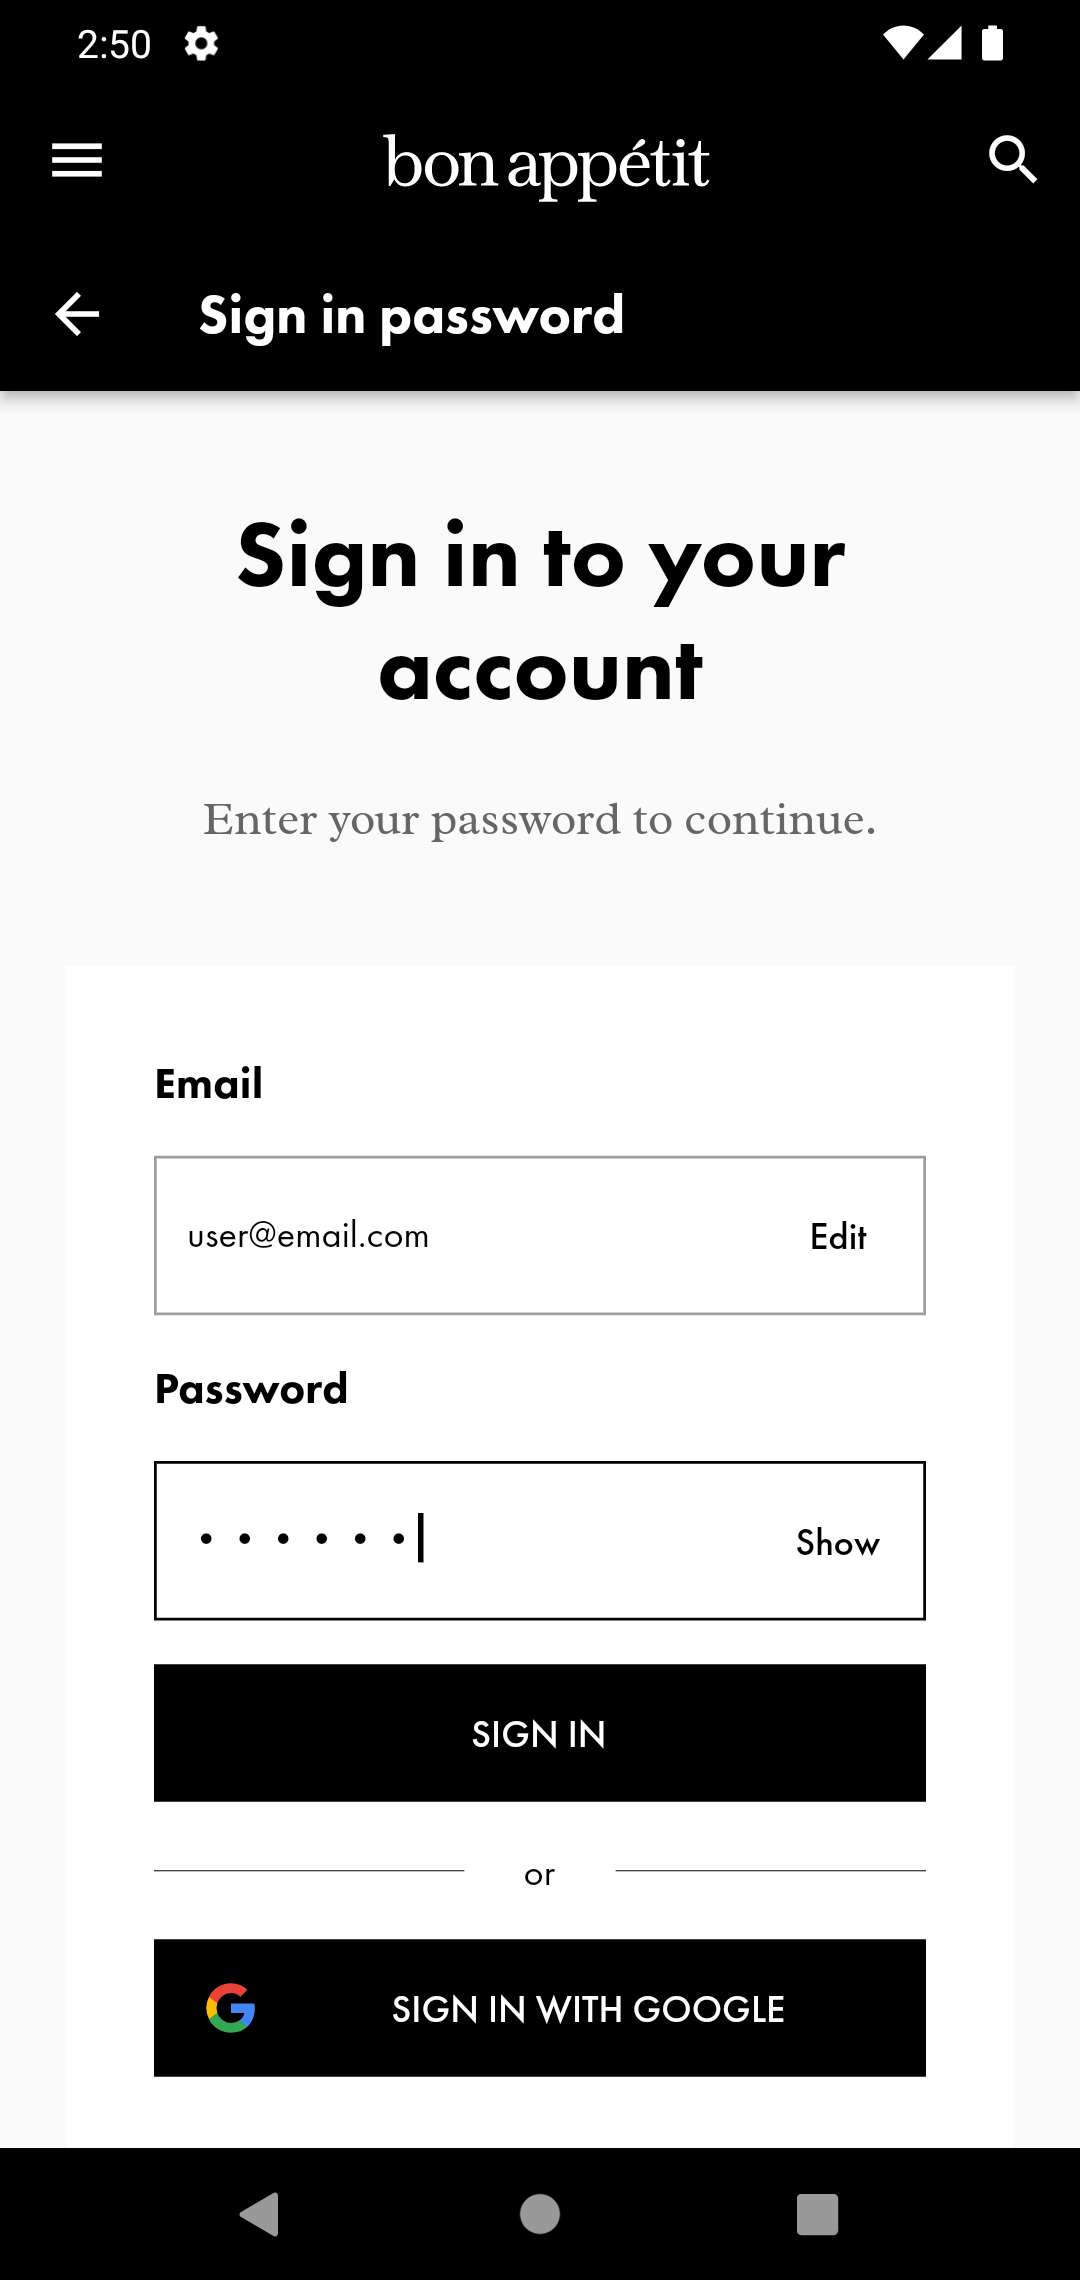 2:50
bon appétit
Sign in password
Sign in to your
account
Enter your password to continue.
Email
user@email.com
Edit
Password
••••••
Show
SIGN IN
or
SIGN IN WITH GOOGLE